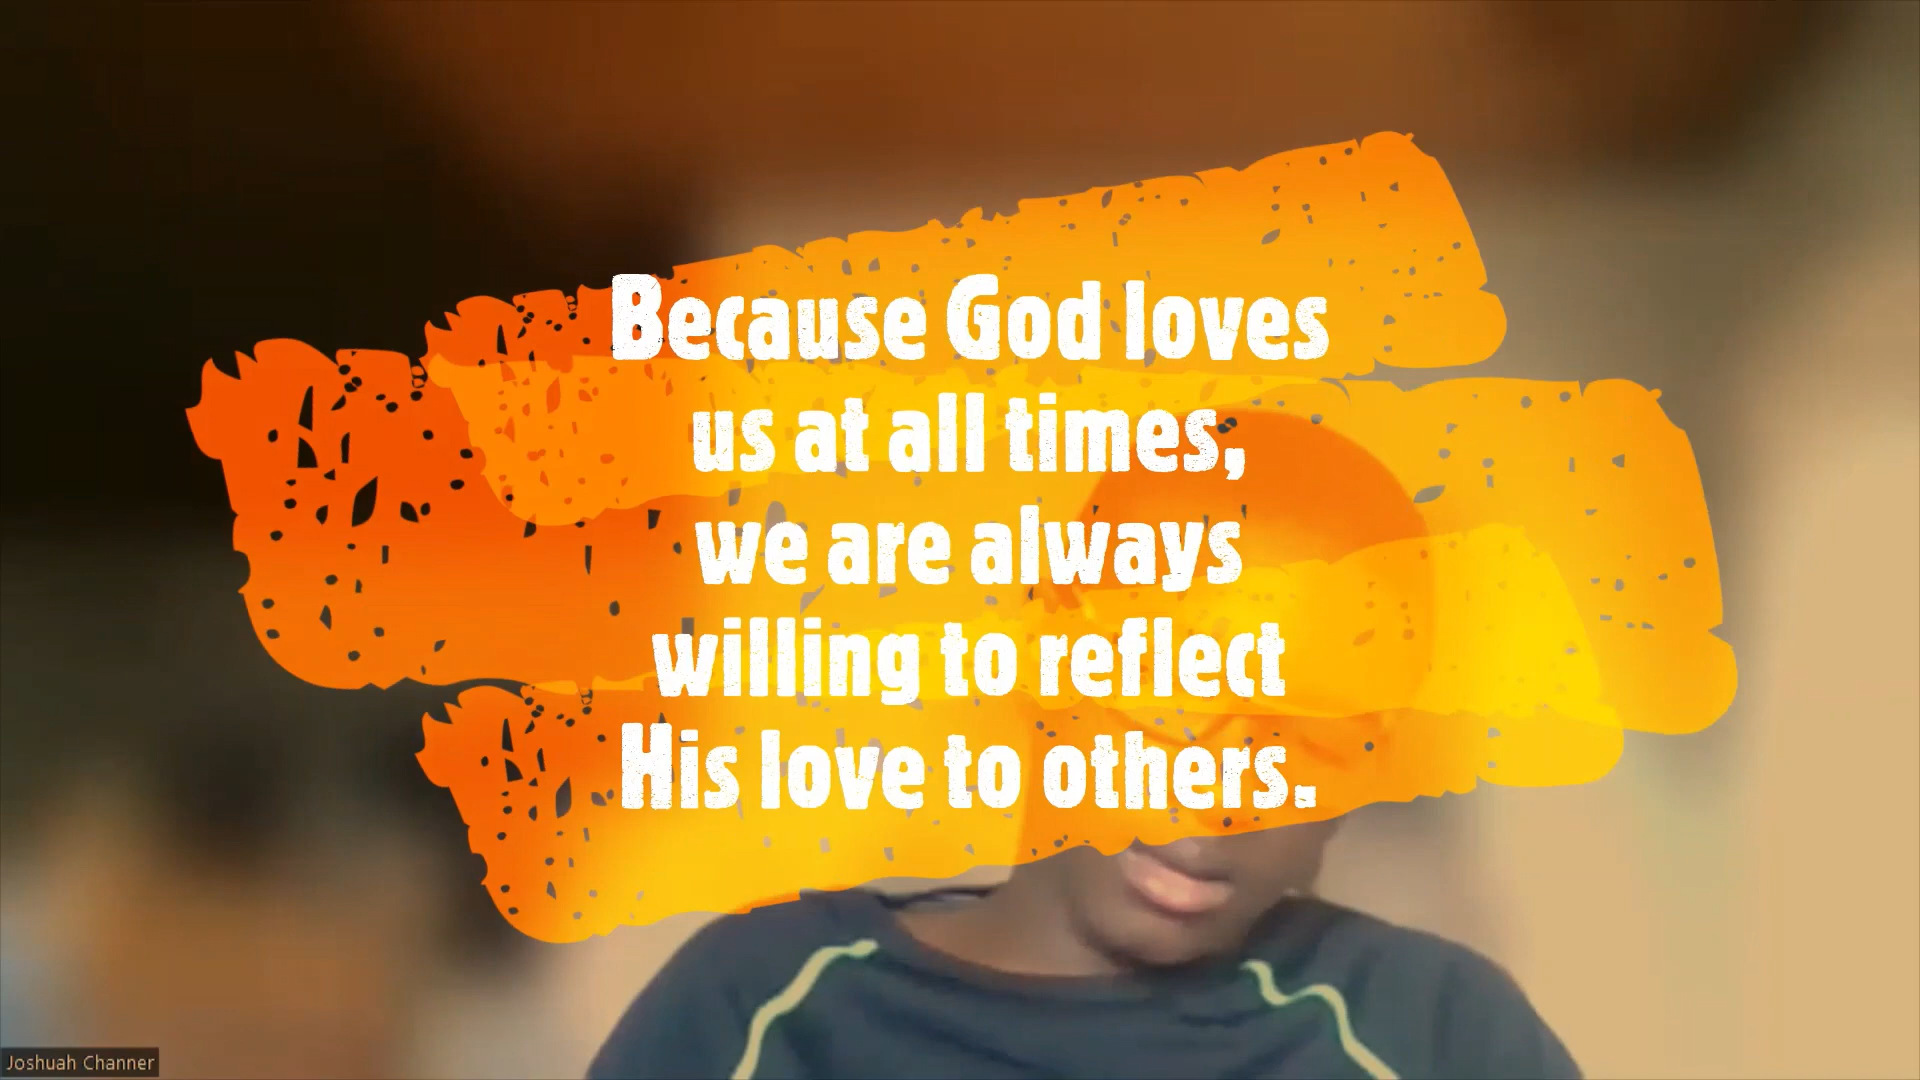 Because God loves
us at all times,
we are always
willing to reflect
His love to others.
Joshuah Channer